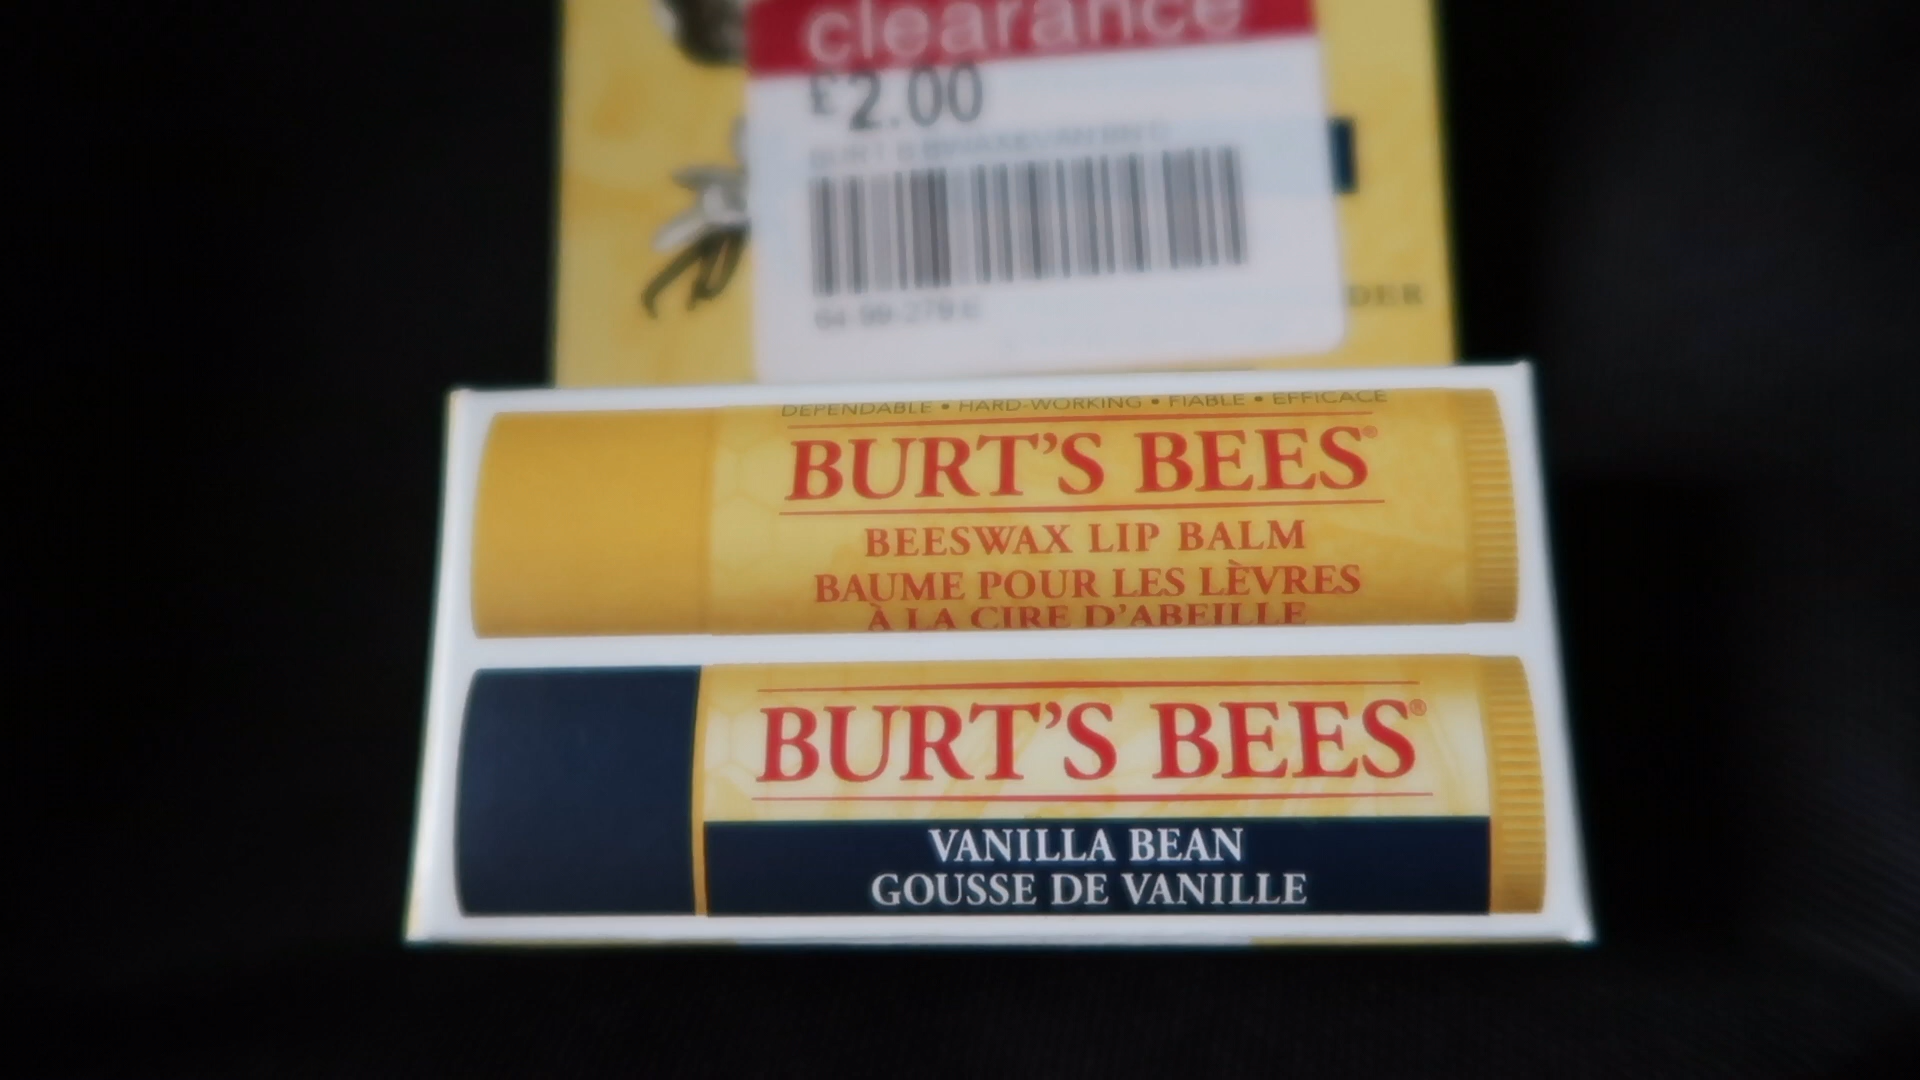 clearance
£2.00
DER
DEPENDABLE • HARD-WORKING • FIABLE • EFFICACE
BURT'S BEES®
BEESWAX LIP BALM
BAUME POUR LES LÈVRES
À LA CIRE D'ABEILLE
BURT'S BEES®
VANILLA BEAN
GOUSSE DE VANILLE